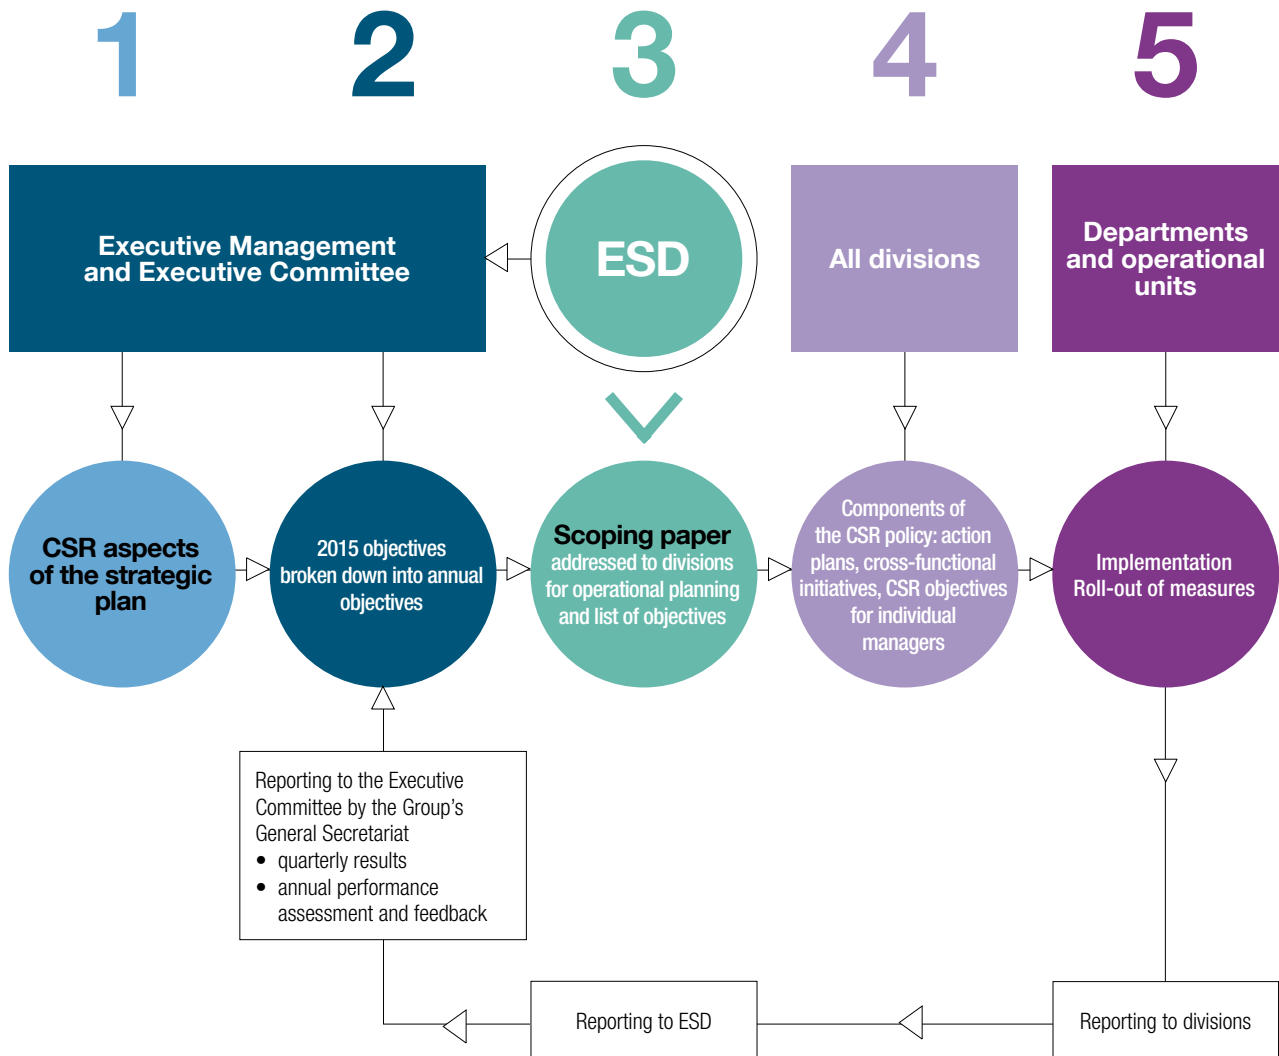 1
2
3
4
5
Executive Management
and Executive Committee
ESD
All divisions
Departments
and operational
units
CSR aspects
of the strategic
plan
2015 objectives
broken down into annual
objectives
Scoping paper
addressed to divisions
for operational planning
and list of objectives
Components of
the CSR policy: action
plans, cross-functional
initiatives, CSR objectives
for individual
managers
Implementation
Roll-out of measures
Reporting to the Executive
Committee by the Group’s
General Secretariat
• quarterly results
• annual performance
assessment and feedback
Reporting to ESD
Reporting to divisions